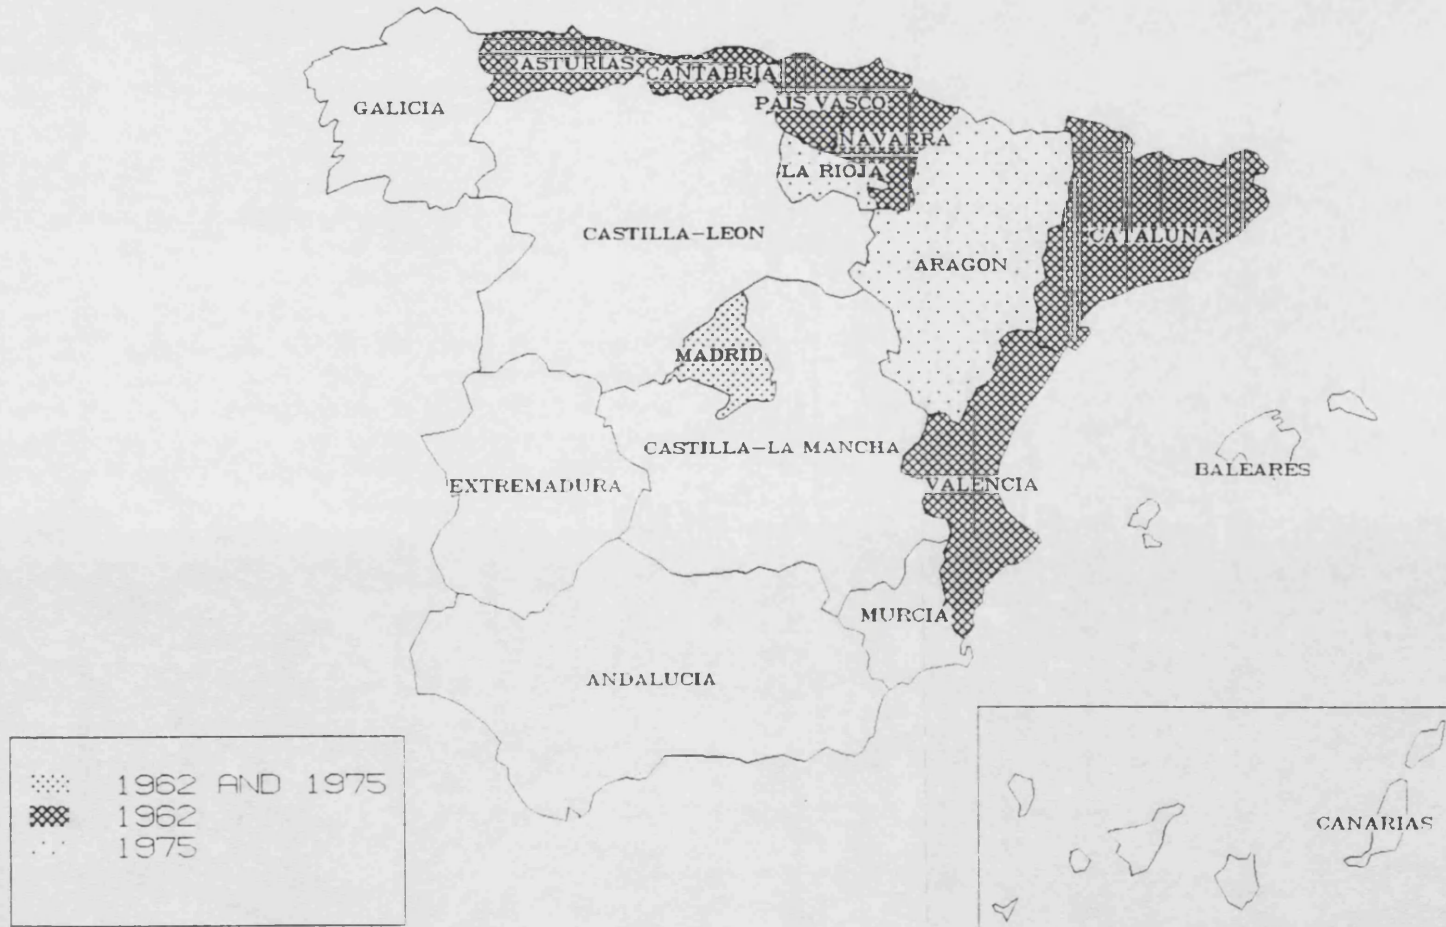 ASTURIAS
CANTABRIA
PAIS VASCO
GALICIA
NAVARRA
LA RIOJA
CASTILLA-LEON
CATALUNA
ARAGON
MADRID
CASTILLA-LA MANCHA
BALEARES
EXTREMADURA
VALENCIA
MURCIA
ANDALUCIA
1962 AND 1975
1962
1975
CANARIAS